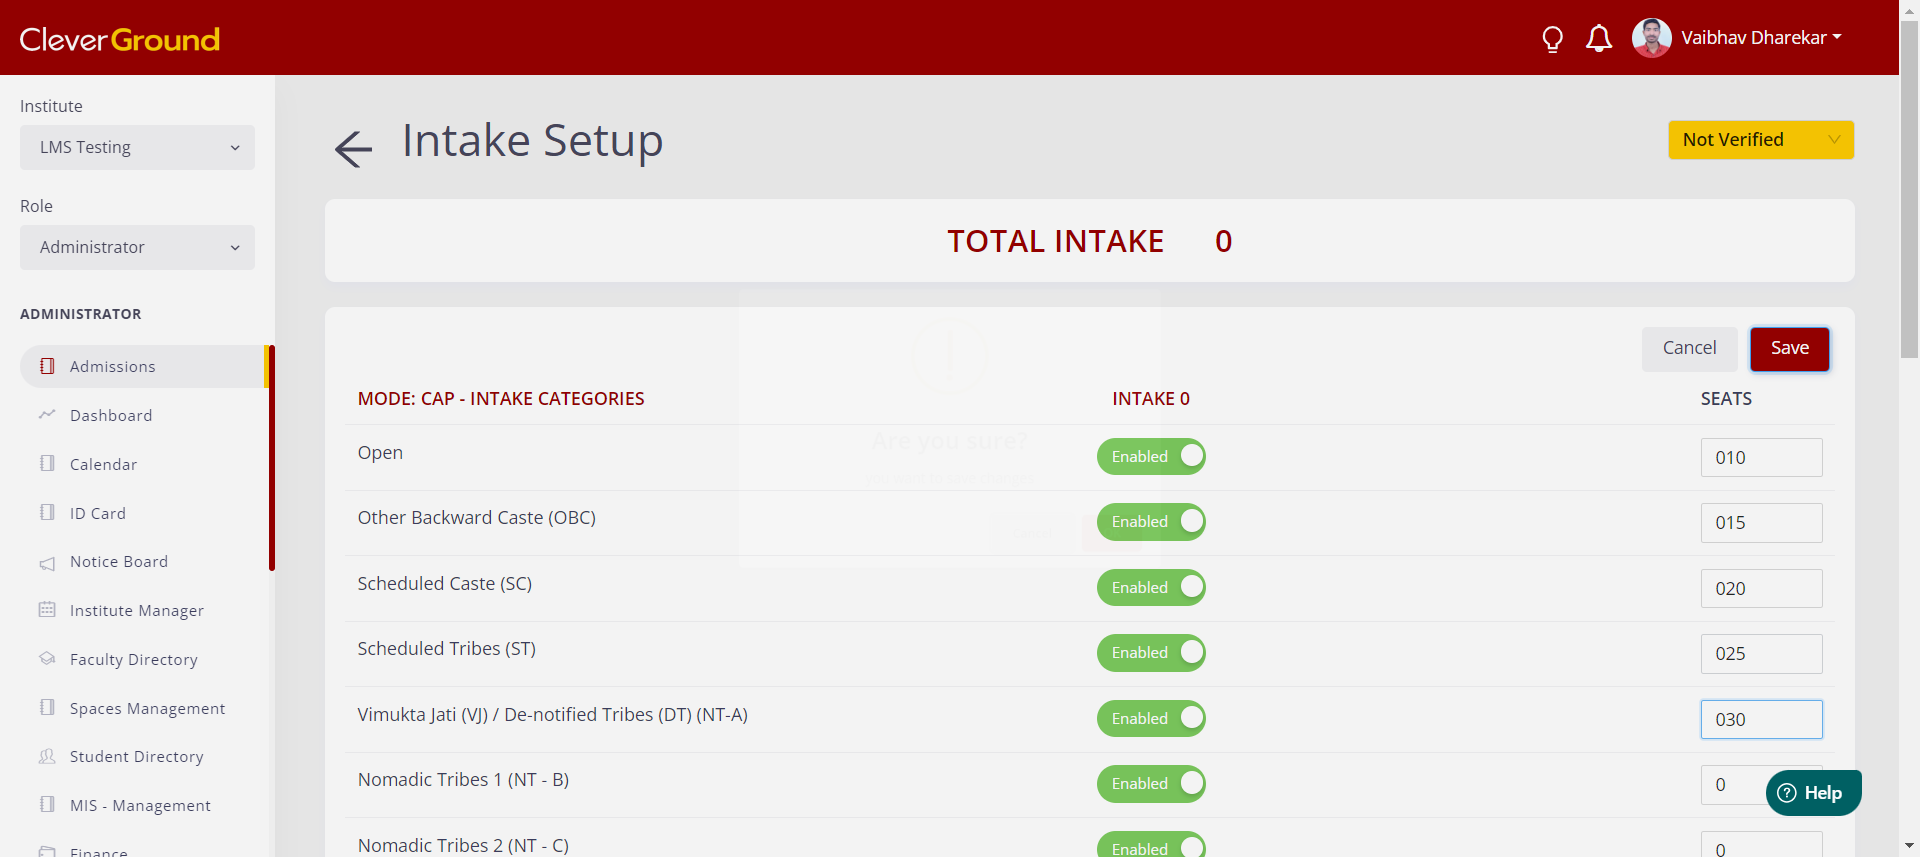 CleverGround
Vaibhav Dharekar
Institute
LMS Testing
Role
Administrator
ADMINISTRATOR
Admissions
Dashboard
Calendar
ID Card
Notice Board
Institute Manager
Faculty Directory
Spaces Management
Student Directory
MIS - Management
Finance
Intake Setup
Not Verified
TOTAL INTAKE 0
Cancel Save
MODE: CAP - INTAKE CATEGORIES INTAKE 0 SEATS
Are you sure?
Open Enabled 010
Other Backward Caste (OBC) Enabled 015
Scheduled Caste (SC) Enabled 020
Scheduled Tribes (ST) Enabled 025
Vimukta Jati (VJ) / De-notified Tribes (DT) (NT-A) Enabled 030
Nomadic Tribes 1 (NT - B) Enabled 0
Nomadic Tribes 2 (NT - C) Enabled 0
Help